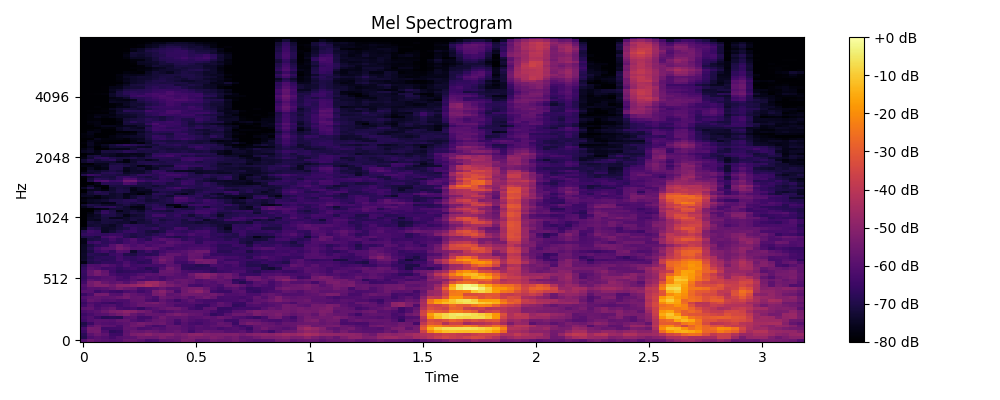 Mel Spectrogram
Hz
4096
2048
1024
512
0
0 0.5 1 1.5 2 2.5 3
Time
+0 dB
-10 dB
-20 dB
-30 dB
-40 dB
-50 dB
-60 dB
-70 dB
-80 dB